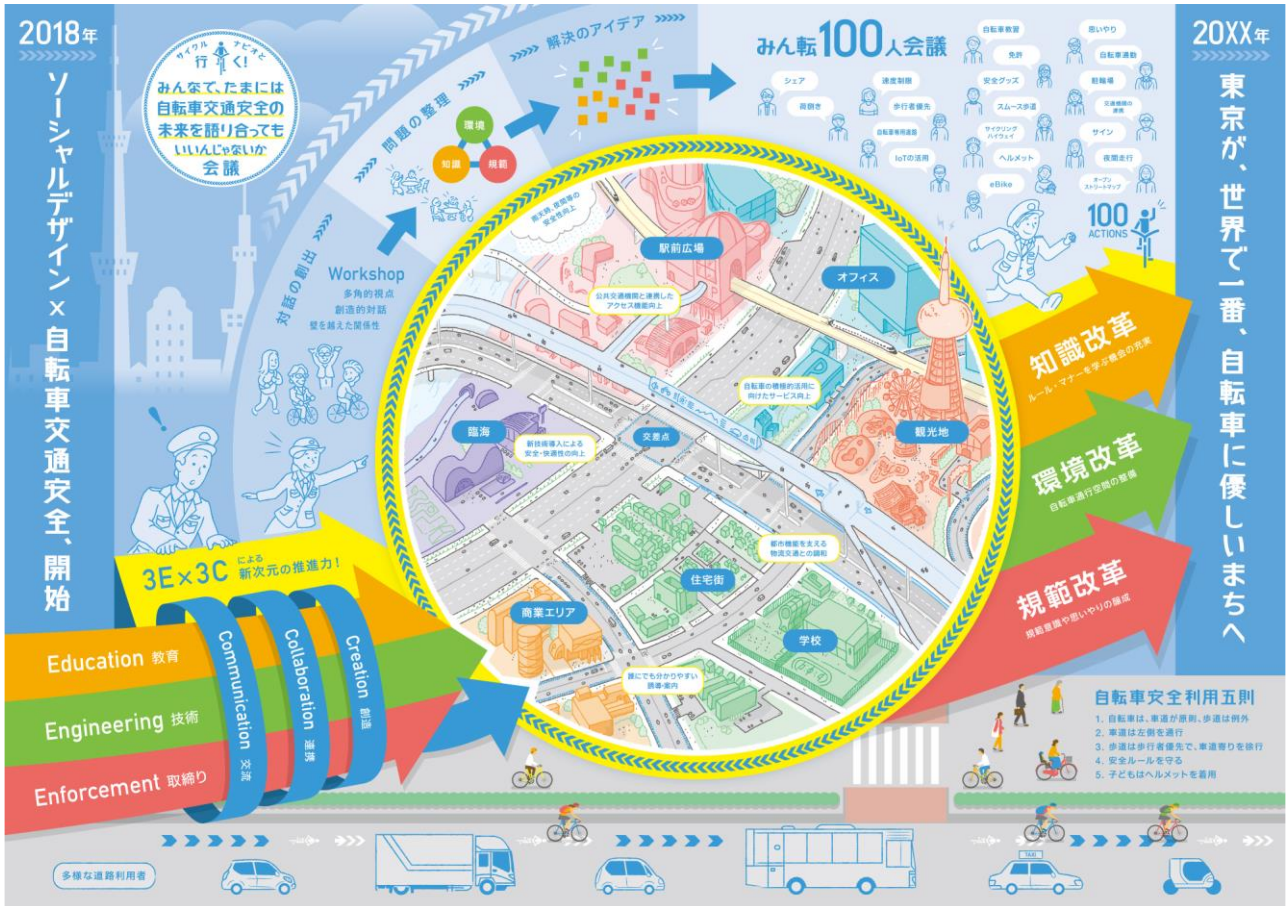 2018年
ソーシャルデザイン×自転車交通安全、開始
サイクルナビオと
行く!
みんなで、たまには
自転車交通安全の
未来を語り合っても
いいんじゃないか
会議
対話の創出
Workshop
多角的視点
創造的対話
壁を越えた関係性
問題の整理
環境
知識
規範
解決のアイデア
みん転100人会議
シェア
荷捌き
速度制限
歩行者優先
自転車専用道路
IoTの活用
自転車教習
免許
安全グッズ
スムース歩道
サイクリング
ハイウェイ
ヘルメット
eBike
思いやり
自転車通勤
駐輪場
交通機関の
連携
サイン
夜間走行
オープン
ストリートマップ
100
ACTIONS
20XX年
東京が、世界で一番、自転車に優しいまちへ
雨天時、夜間等の
安全性向上
駅前広場
公共交通機関と連携した
アクセス機能向上
オフィス
自転車の積極的活用に
向けたサービス向上
観光地
臨海
新技術導入による
安全・快適性の向上
交差点
都市機能を支える
物流交通との調和
住宅街
商業エリア
学校
誰にでも分かりやすい
誘導・案内
3E×3Cによる
新次元の推進力!
Education 教育
Engineering 技術
Enforcement 取締り
Communication 交流
Collaboration 連携
Creation 創造
知識改革
ルール・マナーを学ぶ機会の充実
環境改革
自転車通行空間の整備
規範改革
規範意識や思いやりの醸成
自転車安全利用五則
1. 自転車は、車道が原則、歩道は例外
2. 車道は左側を通行
3. 歩道は歩行者優先で、車道寄りを徐行
4. 安全ルールを守る
5. 子どもはヘルメットを着用
多様な道路利用者
TAXI